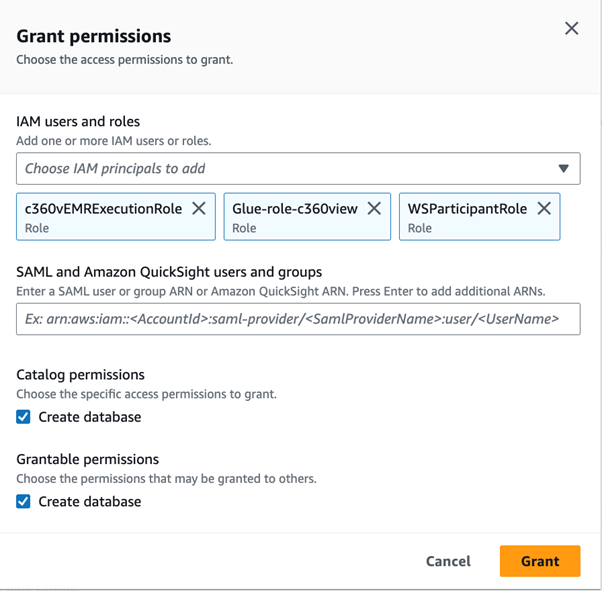 Grant permissions
Choose the access permissions to grant.
IAM users and roles
Add one or more IAM users or roles.
Choose IAM principals to add
c360vEMRExecutionRole
Role
Glue-role-c360view
Role
WSParticipantRole
Role
SAML and Amazon QuickSight users and groups
Enter a SAML user or group ARN or Amazon QuickSight ARN. Press Enter to add additional ARNs.
Ex: arn:aws:iam::<AccountId>:saml-provider/<SamlProviderName>:user/<UserName>
Catalog permissions
Choose the specific access permissions to grant.
Create database
Grantable permissions
Choose the permissions that may be granted to others.
Create database
Cancel
Grant